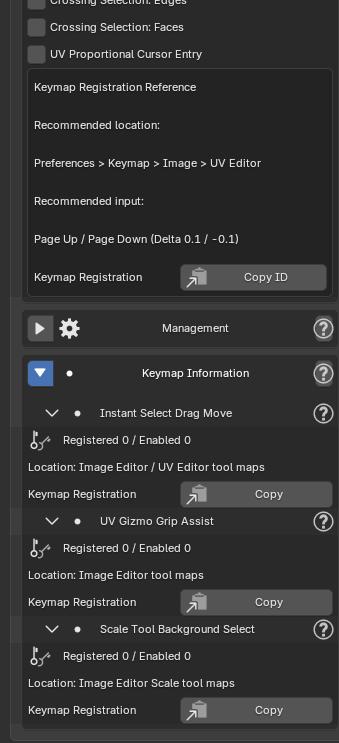 Crossing Selection: Edges
Crossing Selection: Faces
UV Proportional Cursor Entry
Keymap Registration Reference
Recommended location:
Preferences > Keymap > Image > UV Editor
Recommended input:
Page Up / Page Down (Delta 0.1 / -0.1)
Keymap Registration Copy ID
Management ?
Keymap Information ?
Instant Select Drag Move ?
Registered 0 / Enabled 0
Location: Image Editor / UV Editor tool maps
Keymap Registration Copy
UV Gizmo Grip Assist ?
Registered 0 / Enabled 0
Location: Image Editor tool maps
Keymap Registration Copy
Scale Tool Background Select ?
Registered 0 / Enabled 0
Location: Image Editor Scale tool maps
Keymap Registration Copy